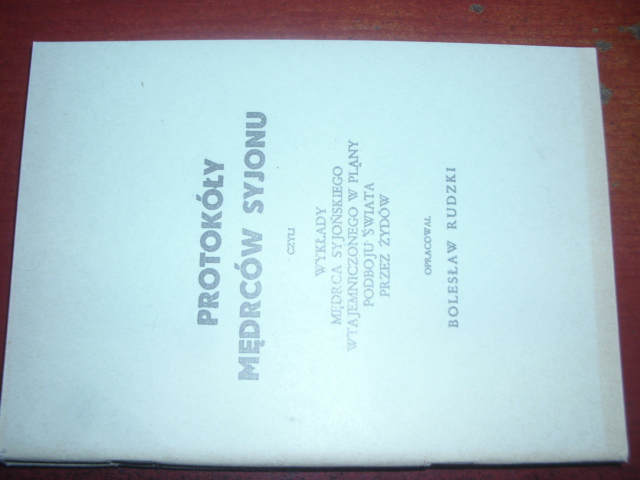 PROTOKÓŁY
MĘDRCÓW SYJONU
CZYLI
WYKŁADY
MĘDRCA SYJOŃSKIEGO
WTAJEMNICZONEGO W PLANY
PODBOJU ŚWIATA
PRZEZ ŻYDÓW
OPRACOWAŁ
BOLESŁAW RUDZKI